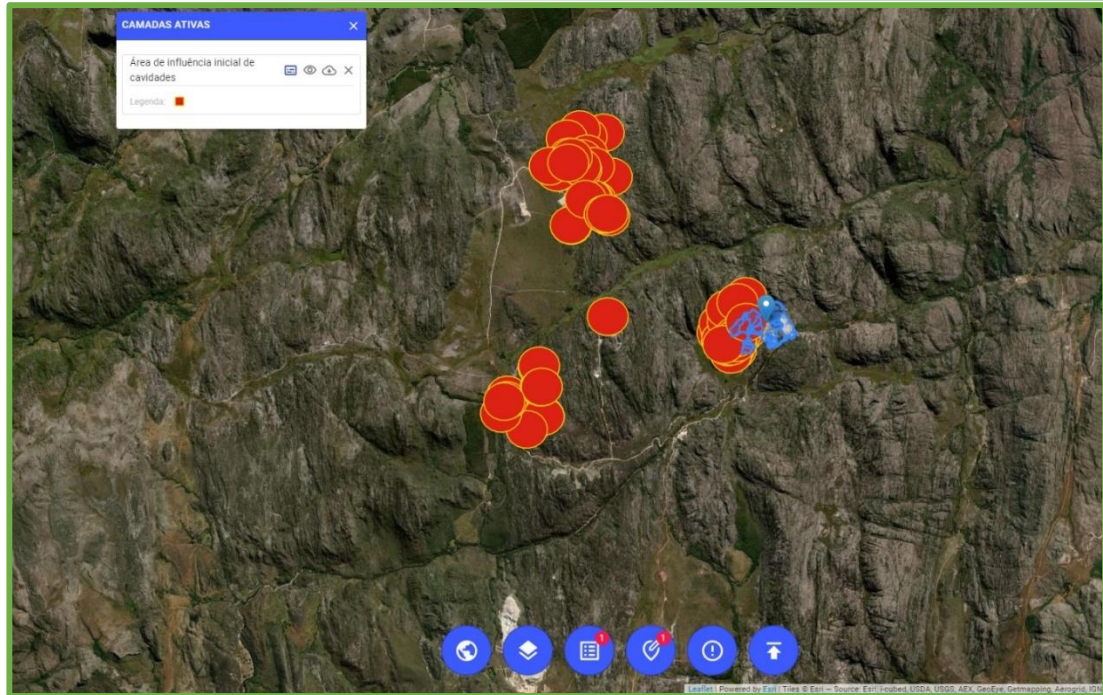 CAMADAS ATIVAS
Área de influência inicial de
cavidades
Legenda:
1
1
Leaflet | Powered by Esri | Tiles © Esri — Source: Esri, i-cubed, USDA, USGS, AEX, GeoEye, Getmapping, Aerogrid, IGN